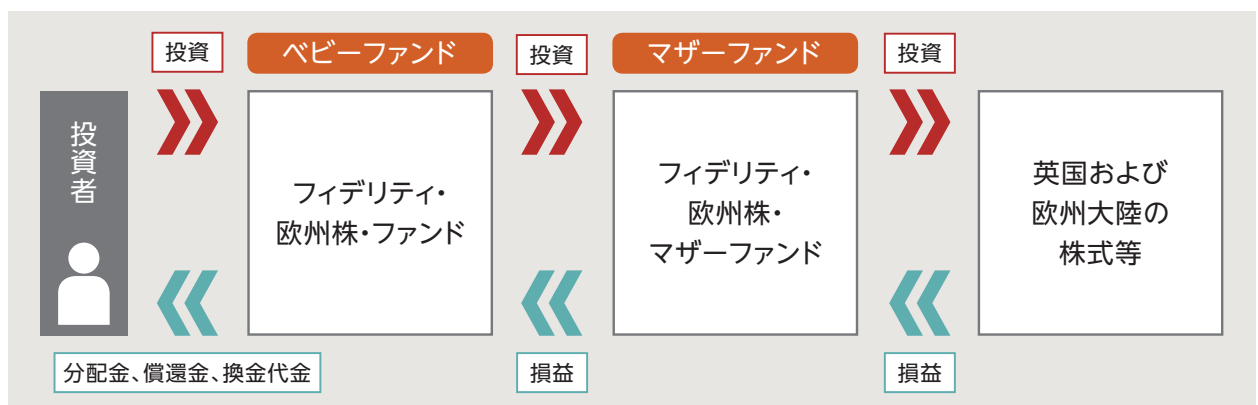 投資
ベビーファンド
投資
マザーファンド
投資
投資者
フィデリティ・
欧州株・ファンド
フィデリティ・
欧州株・
マザーファンド
英国および
欧州大陸の
株式等
分配金、償還金、換金代金
損益
損益